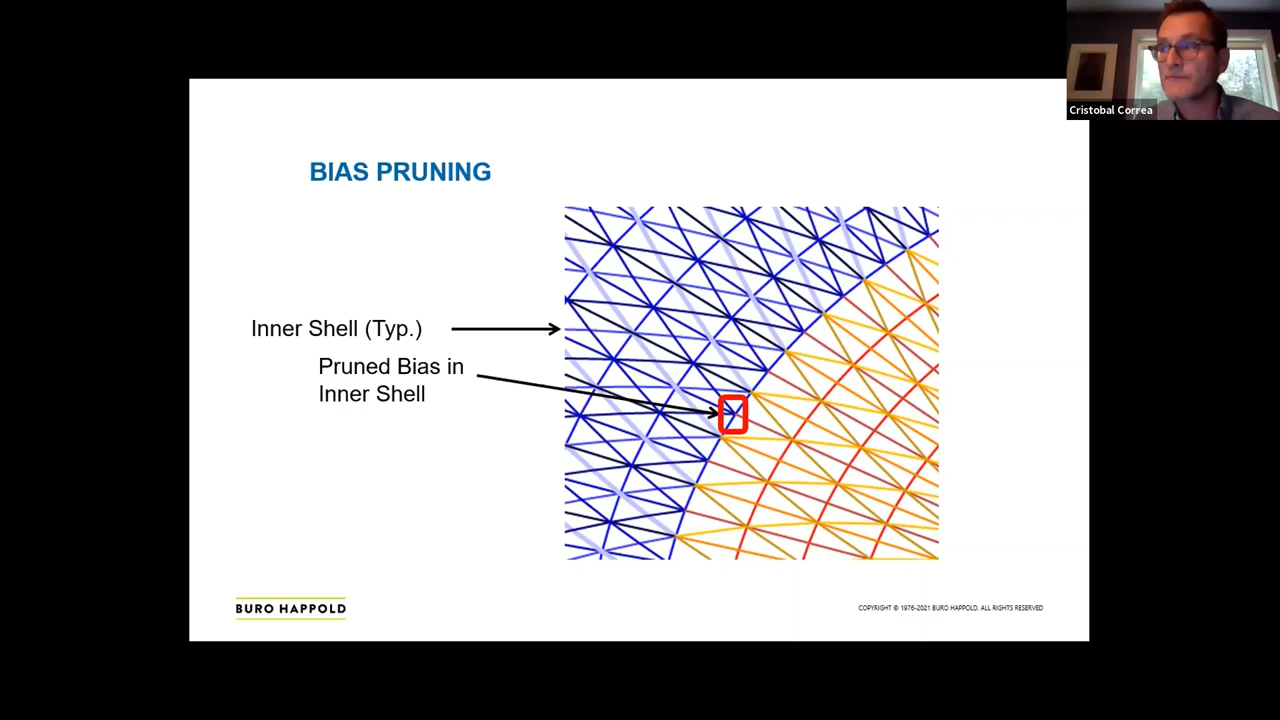 Cristobal Correa
BIAS PRUNING
Inner Shell (Typ.)
Pruned Bias in
Inner Shell
BURO HAPPOLD
COPYRIGHT © 1976-2021 BURO HAPPOLD. ALL RIGHTS RESERVED